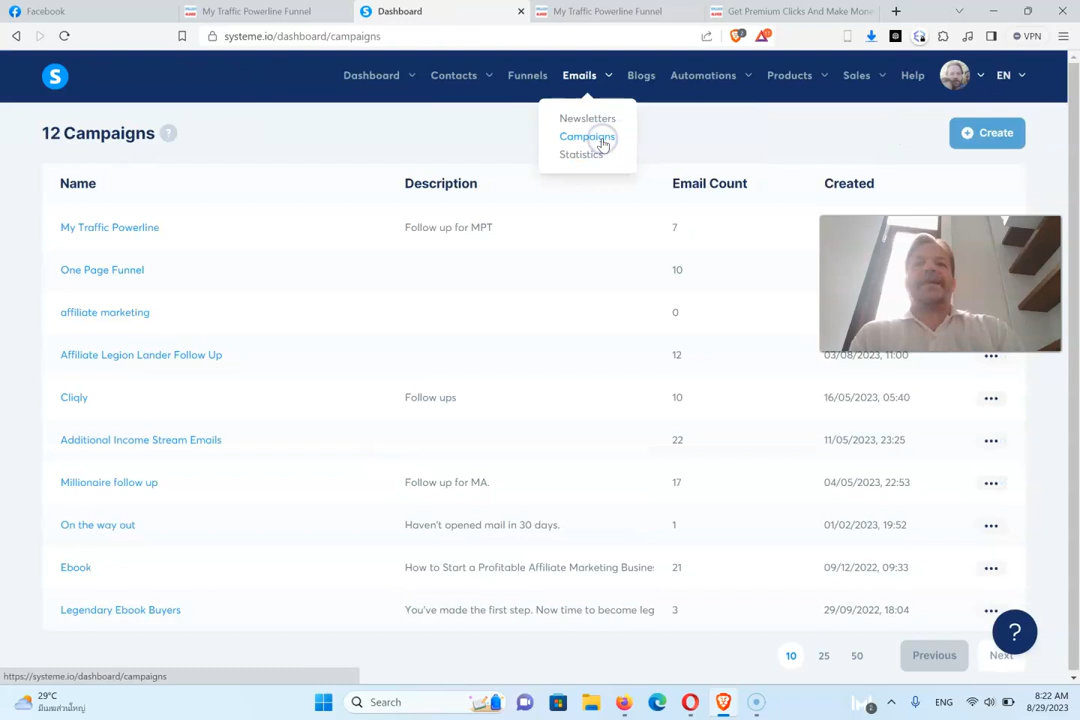 Facebook
My Traffic Powerline Funnel
Dashboard
My Traffic Powerline Funnel
Get Premium Clicks And Make Mone
systeme.io/dashboard/campaigns
VPN
S
Dashboard
Contacts
Funnels
Emails
Blogs
Automations
Products
Sales
Help
EN
Newsletters
Campaigns
Statistics
12 Campaigns ?
Create
Name Description Email Count Created
My Traffic Powerline Follow up for MPT 7
One Page Funnel 10
affiliate marketing 0
Affiliate Legion Lander Follow Up 12 03/08/2023, 11:00
Cliqly Follow ups 10 16/05/2023, 05:40
Additional Income Stream Emails 22 11/05/2023, 23:25
Millionaire follow up Follow up for MA. 17 04/05/2023, 22:53
On the way out Haven't opened mail in 30 days. 1 01/02/2023, 19:52
Ebook How to Start a Profitable Affiliate Marketing Busine 21 09/12/2022, 09:33
Legendary Ebook Buyers You've made the first step. Now time to become leg 3 29/09/2022, 18:04
?
10 25 50 Previous Next
https://systeme.io/dashboard/campaigns
29°C
Search
ENG
8:22 AM
8/29/2023